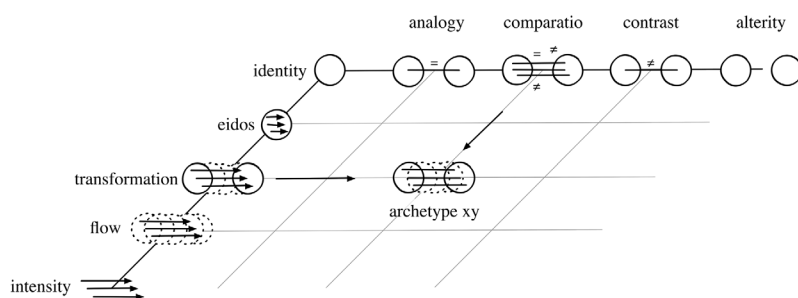 analogy comparatio contrast alterity
= ≠
identity = ≠
≠
eidos
transformation
archetype xy
flow
intensity